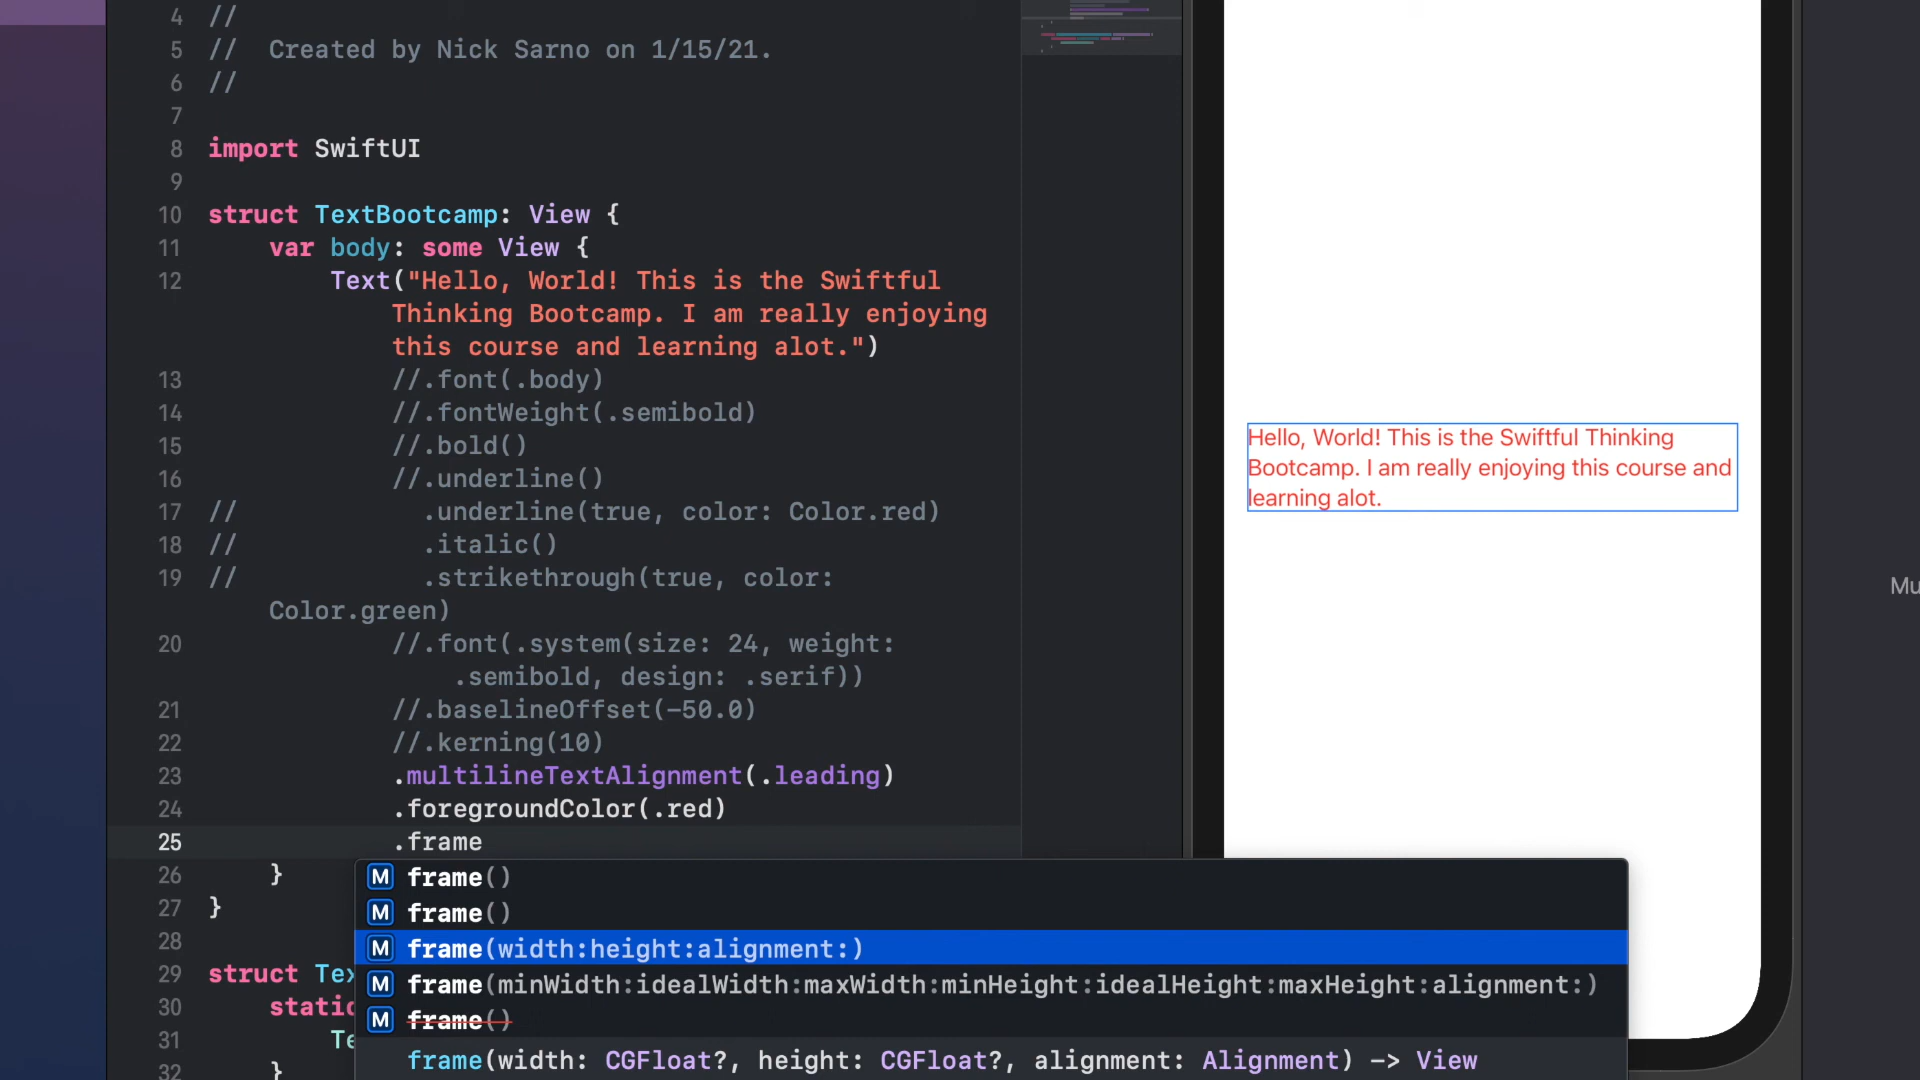 4 //
5 //  Created by Nick Sarno on 1/15/21.
6 //
7
8 import SwiftUI
9
10 struct TextBootcamp: View {
11     var body: some View {
12         Text("Hello, World! This is the Swiftful
Thinking Bootcamp. I am really enjoying
this course and learning alot.")
13             //.font(.body)
14             //.fontWeight(.semibold)
15             //.bold()
16             //.underline()
17 //            .underline(true, color: Color.red)
18 //            .italic()
19 //            .strikethrough(true, color:
Color.green)
20             //.font(.system(size: 24, weight:
.semibold, design: .serif))
21             //.baselineOffset(-50.0)
22             //.kerning(10)
23             .multilineTextAlignment(.leading)
24             .foregroundColor(.red)
25             .frame
26     }
27 }
28
29 struct Tex
30     static
31         Te
32     }
M frame()
M frame()
M frame(width:height:alignment:)
M frame(minWidth:idealWidth:maxWidth:minHeight:idealHeight:maxHeight:alignment:)
M frame()
frame(width: CGFloat?, height: CGFloat?, alignment: Alignment) -> View
Hello, World! This is the Swiftful Thinking
Bootcamp. I am really enjoying this course and
learning alot.
Mu